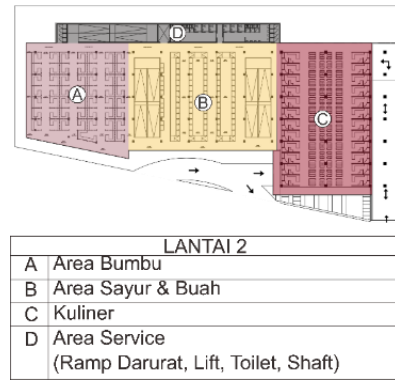 D
A
B
C
LANTAI 2
A Area Bumbu
B Area Sayur & Buah
C Kuliner
D Area Service
(Ramp Darurat, Lift, Toilet, Shaft)